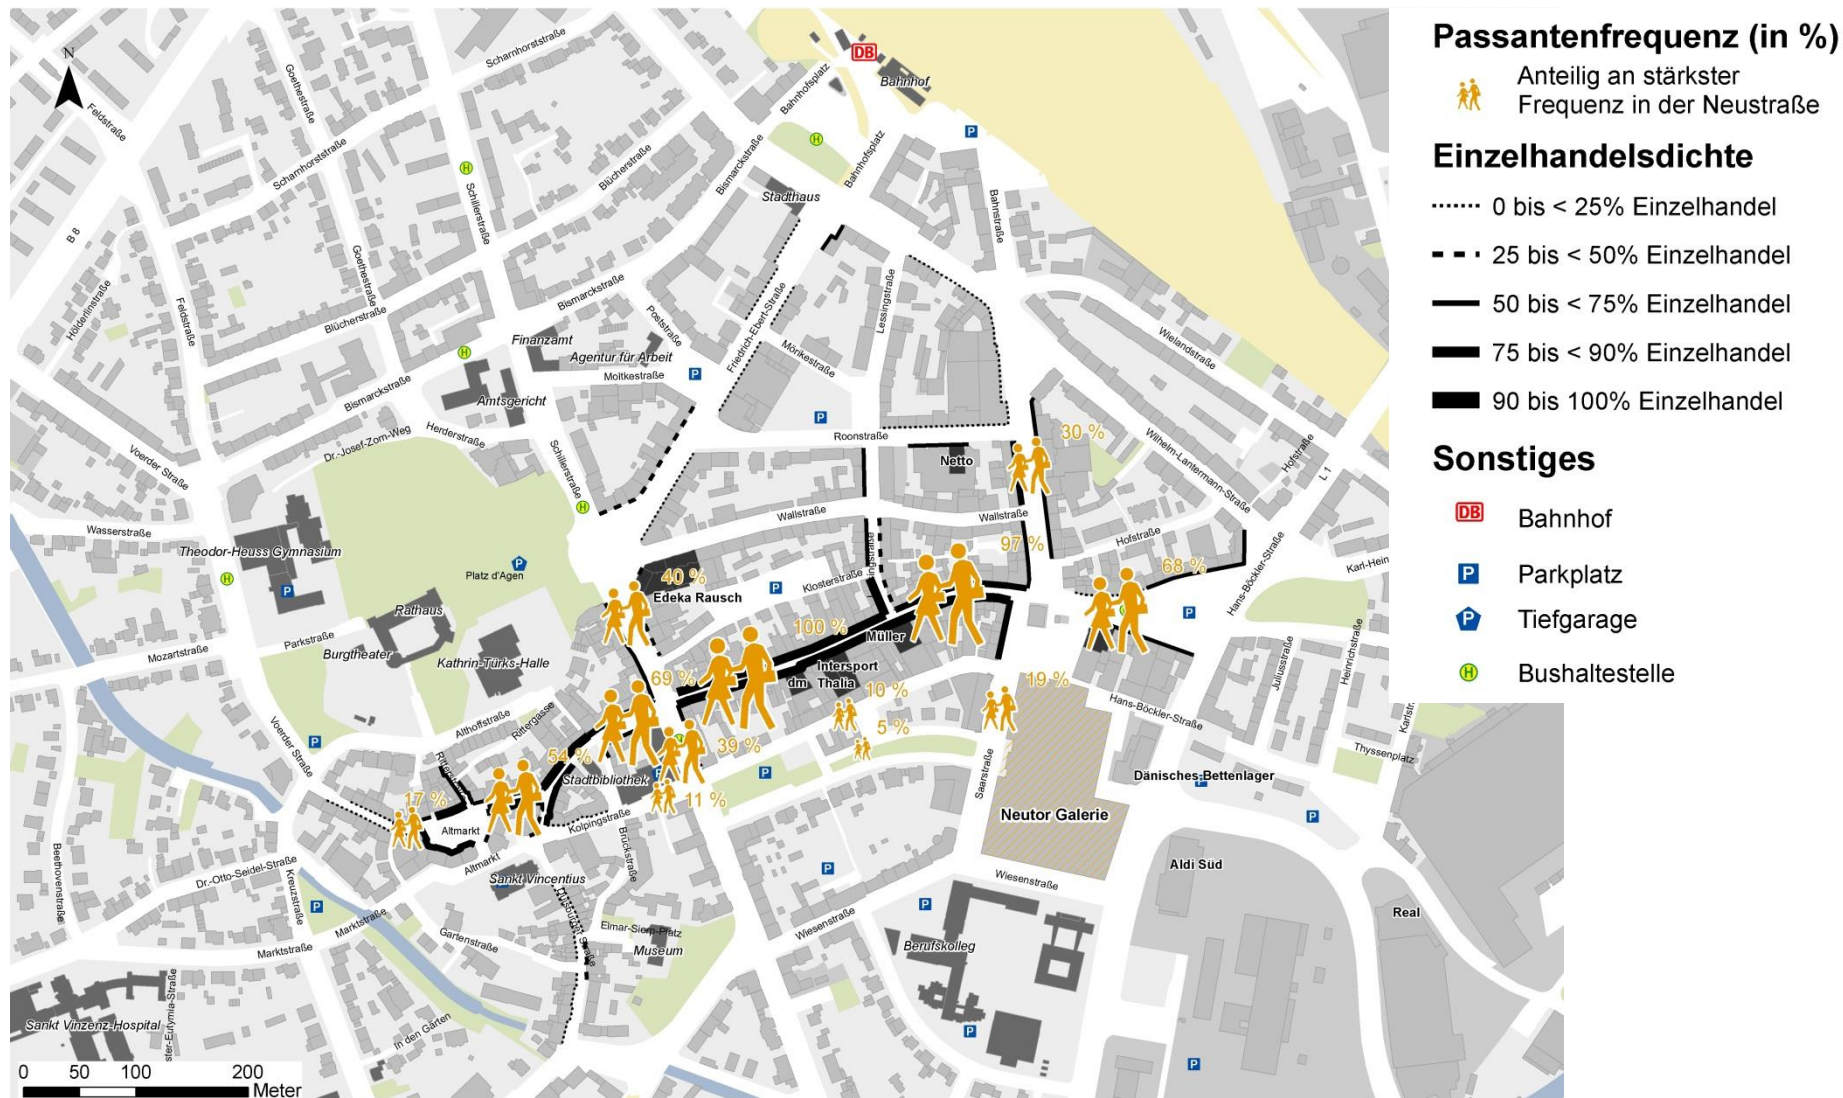 Passantenfrequenz (in %)
Anteilig an stärkster
Frequenz in der Neustraße
Einzelhandelsdichte
0 bis < 25% Einzelhandel
25 bis < 50% Einzelhandel
50 bis < 75% Einzelhandel
75 bis < 90% Einzelhandel
90 bis 100% Einzelhandel
Sonstiges
DB
Bahnhof
P
Parkplatz
P
Tiefgarage
H
Bushaltestelle
N
DB
Bahnhof
Bahnhofsplatz
Bahnhofsplatz
Scharnhorststraße
Scharnhorststraße
Goethestraße
Goethestraße
Feldstraße
Feldstraße
B 8
Hölderlinstraße
Schillerstraße
Schillerstraße
Blücherstraße
Blücherstraße
Bismarckstraße
Bismarckstraße
Bismarckstraße
Stadthaus
Bahnstraße
Lessingstraße
Friedrich-Ebert-Straße
Mörikestraße
Poststraße
Finanzamt
Agentur für Arbeit
Moltkestraße
Amtsgericht
Herderstraße
Dr.-Josef-Zorn-Weg
Voerder Straße
Wasserstraße
Theodor-Heuss Gymnasium
Platz d'Agen
Rathaus
Parkstraße
Mozartstraße
Burgtheater
Kathrin-Türks-Halle
Roonstraße
Netto
30 %
Wielandstraße
Wilhelm-Lantermann-Straße
Hofstraße
Hofstraße
L 1
Wallstraße
Wallstraße
97 %
68 %
Hans-Böckler-Straße
Karl-Hein
40 %
Edeka Rausch
Klosterstraße
100 %
Müller
Intersport
dm
Thalia
69 %
10 %
5 %
19 %
39 %
54 %
11 %
17 %
Althoffstraße
Rittergasse
Voerder Straße
Stadtbibliothek
Altmarkt
Altmarkt
Kolpingstraße
Brückstraße
Sankt Vincentius
Elmar-Sierp-Platz
Museum
Dr.-Otto-Seidel-Straße
Kreuzstraße
Beethovenstraße
Marktstraße
Marktstraße
Gartenstraße
In den Gärten
Sankt Vinzenz-Hospital
Saarstraße
Neutor Galerie
Wiesenstraße
Wiesenstraße
Berufskolleg
Hans-Böckler-Straße
Juliusstraße
Heinrichstraße
Karlstr
Thyssenplatz
Dänisches Bettenlager
Aldi Süd
Real
0 50 100 200
Meter